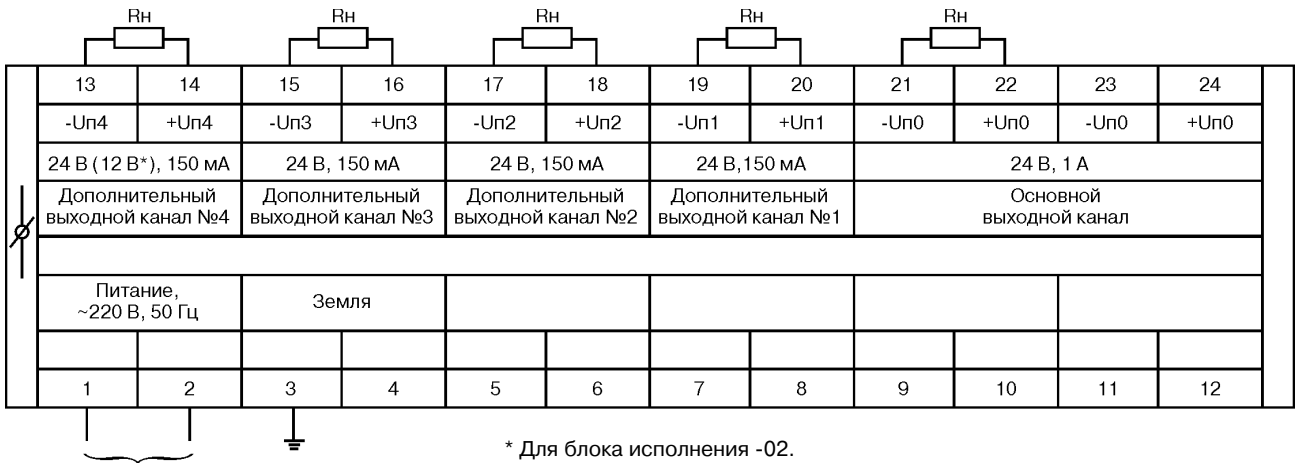 Rн Rн Rн Rн Rн
13 14 15 16 17 18 19 20 21 22 23 24
-Uп4 +Uп4 -Uп3 +Uп3 -Uп2 +Uп2 -Uп1 +Uп1 -Uп0 +Uп0 -Uп0 +Uп0
24 В (12 В*), 150 мА 24 В, 150 мА 24 В, 150 мА 24 В,150 мА 24 В, 1 А
Дополнительный Дополнительный Дополнительный Дополнительный Основной
выходной канал №4 выходной канал №3 выходной канал №2 выходной канал №1 выходной канал
Питание, Земля
~220 В, 50 Гц
1 2 3 4 5 6 7 8 9 10 11 12
* Для блока исполнения -02.